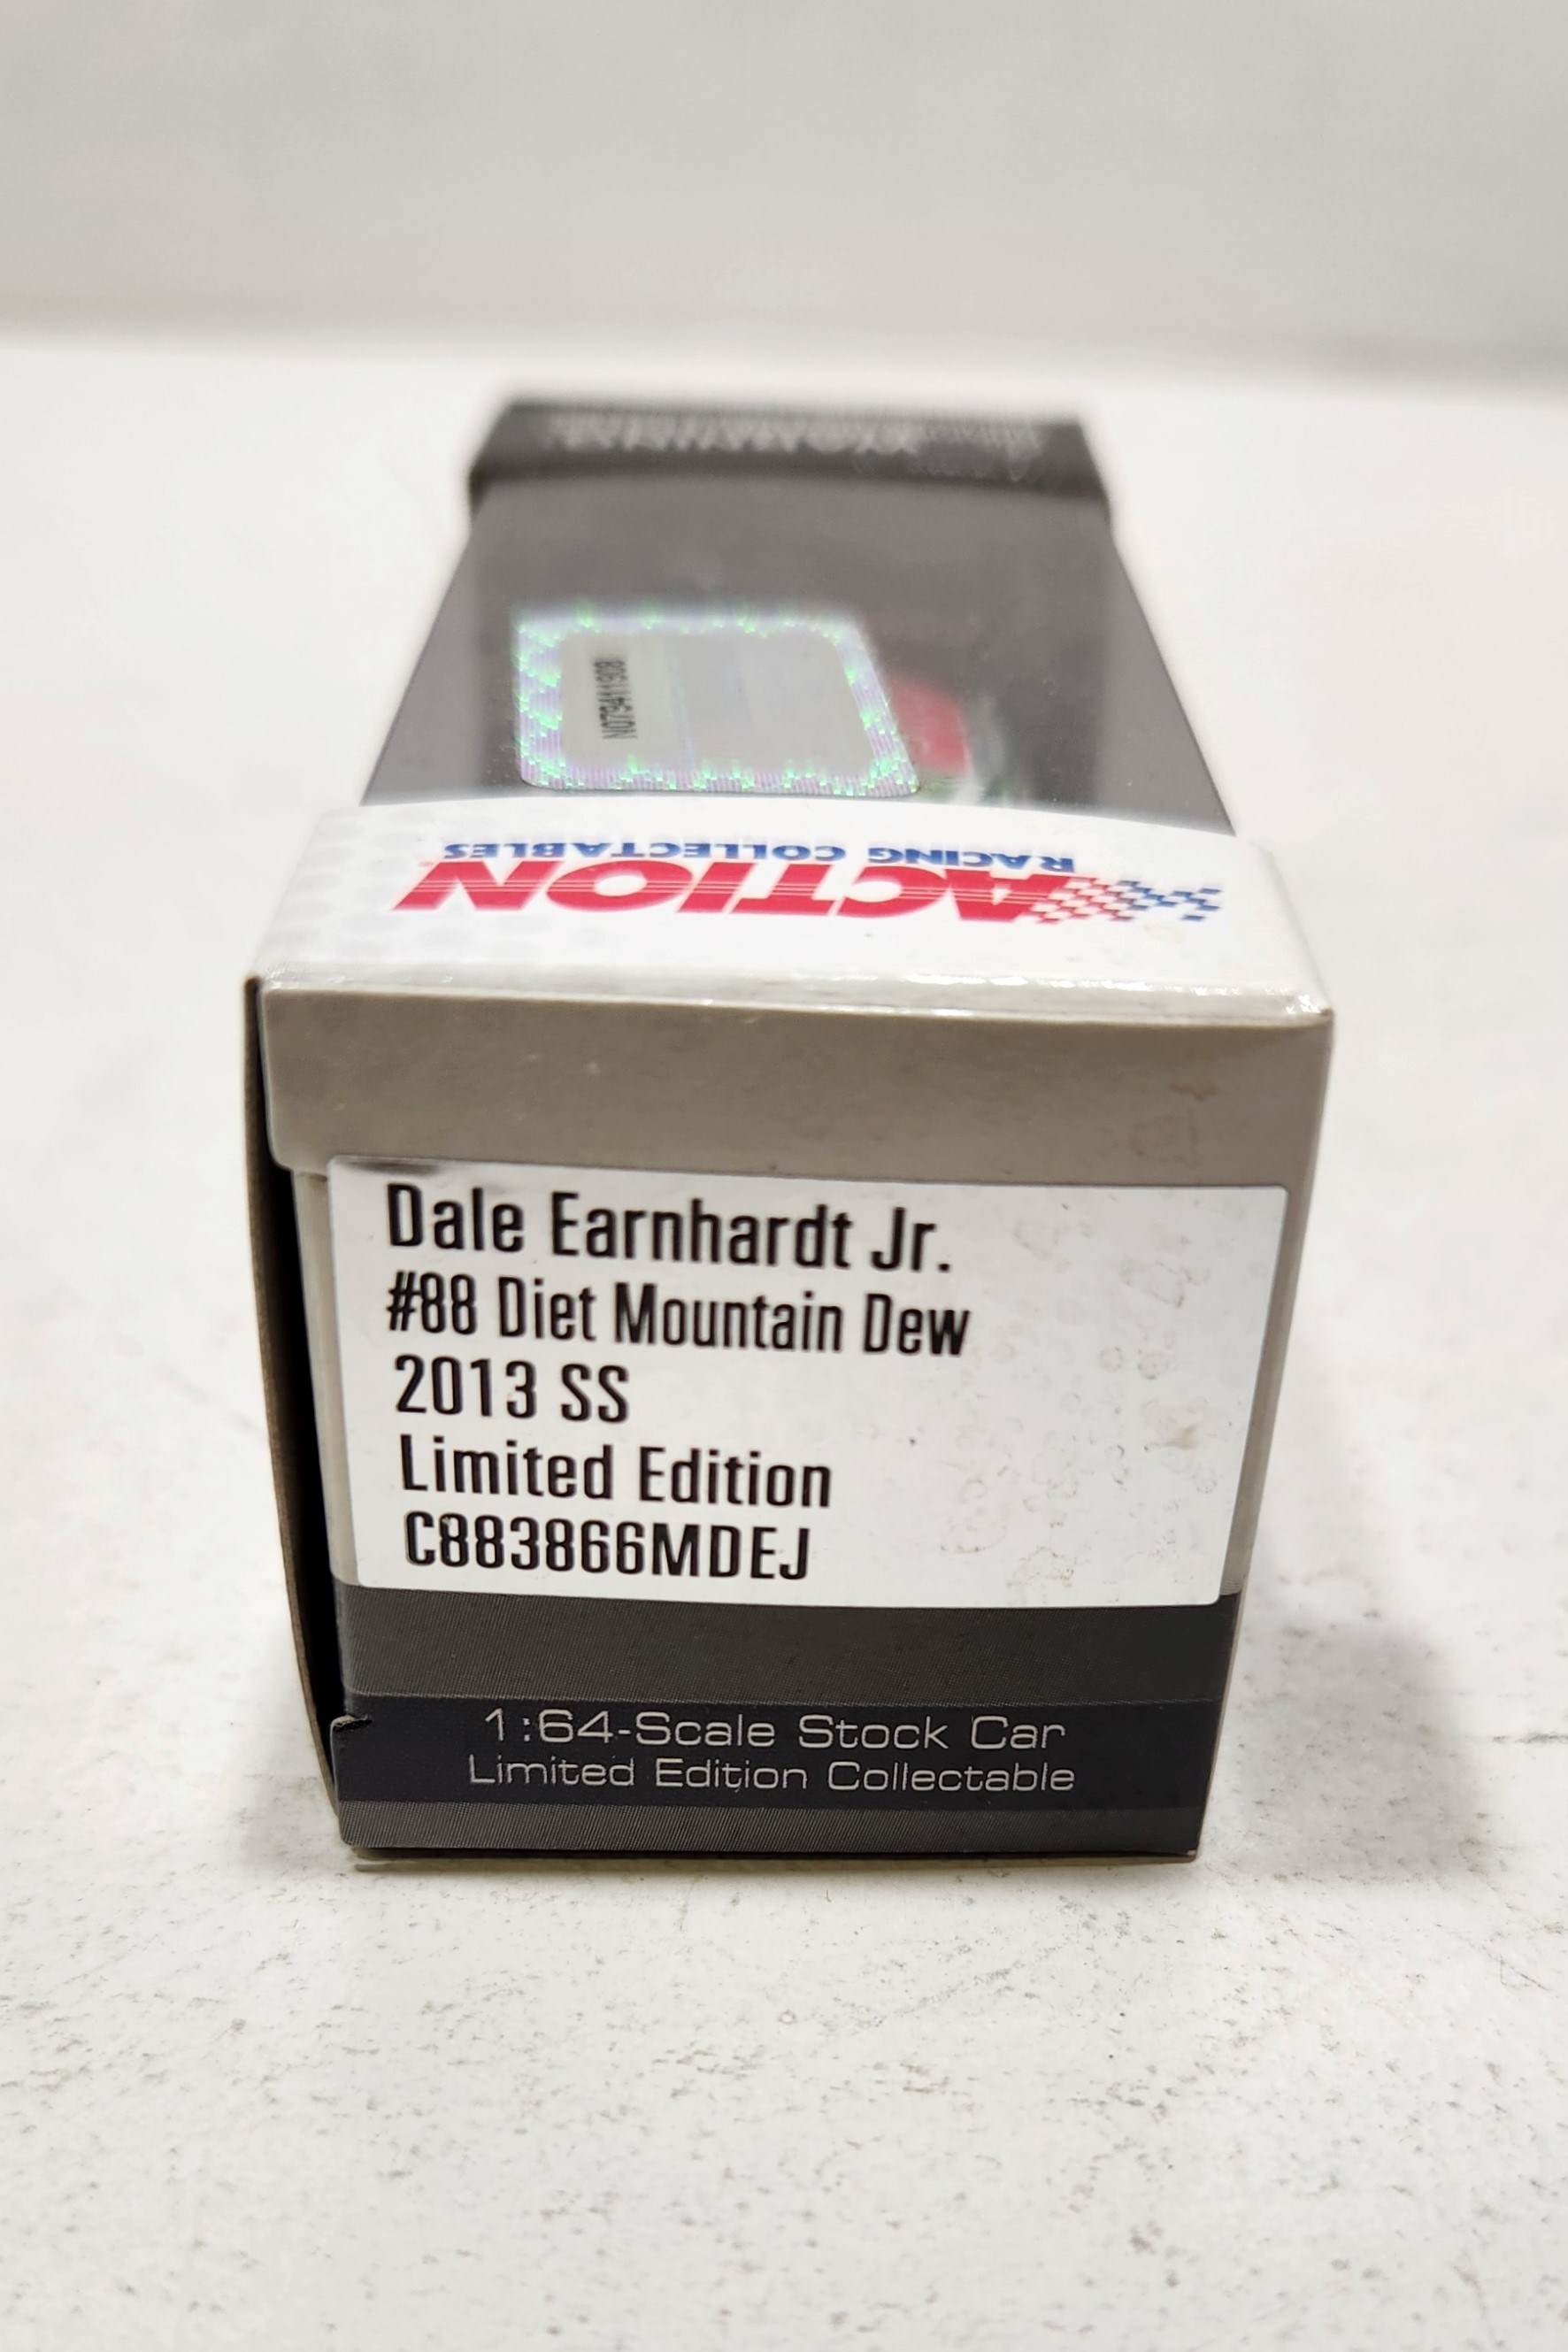 ACTION
RACING COLLECTABLES
N079411908
Dale Earnhardt Jr.
#88 Diet Mountain Dew
2013 SS
Limited Edition
C883866MDEJ
1:64-Scale Stock Car
Limited Edition Collectable